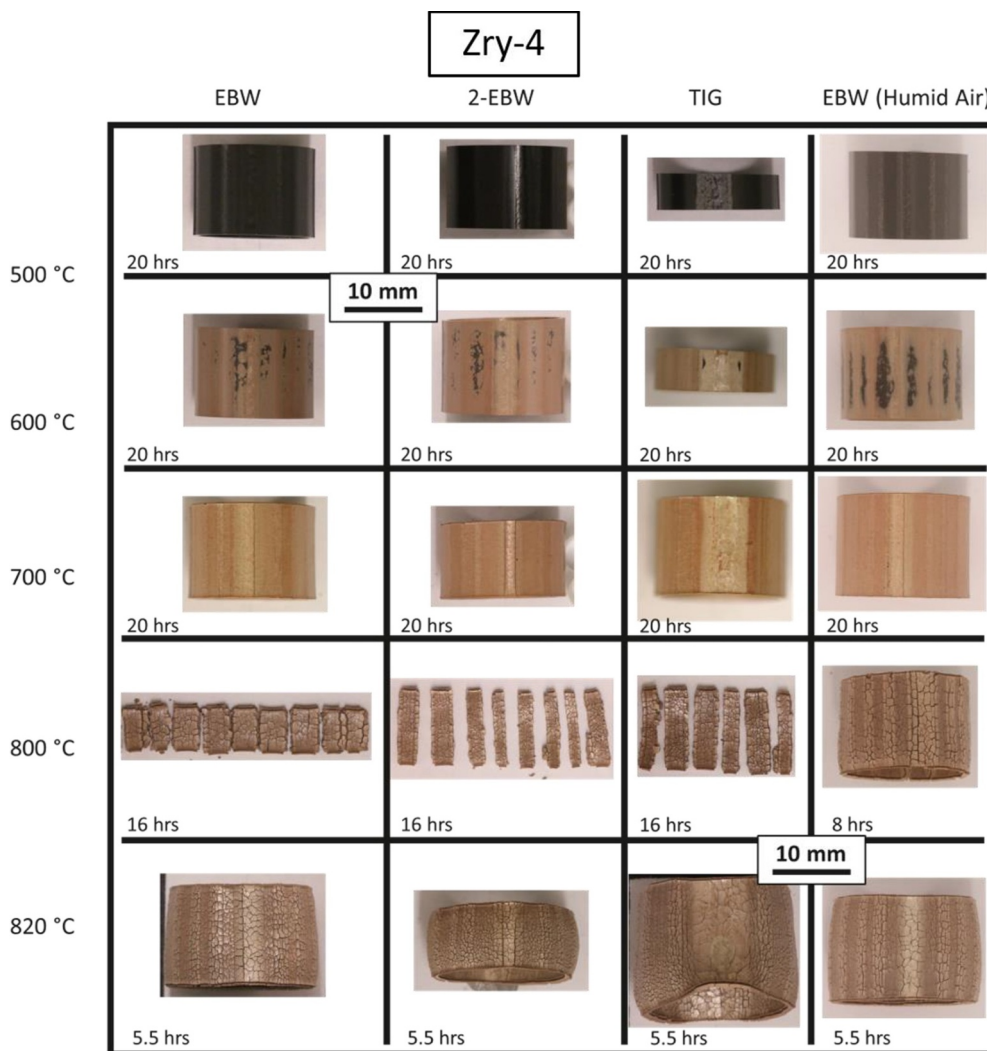 Zry-4
EBW 2-EBW TIG EBW (Humid Air)
500 °C
20 hrs 20 hrs 20 hrs 20 hrs
10 mm
600 °C
20 hrs 20 hrs 20 hrs 20 hrs
700 °C
20 hrs 20 hrs 20 hrs 20 hrs
800 °C
16 hrs 16 hrs 16 hrs 8 hrs
10 mm
820 °C
5.5 hrs 5.5 hrs 5.5 hrs 5.5 hrs